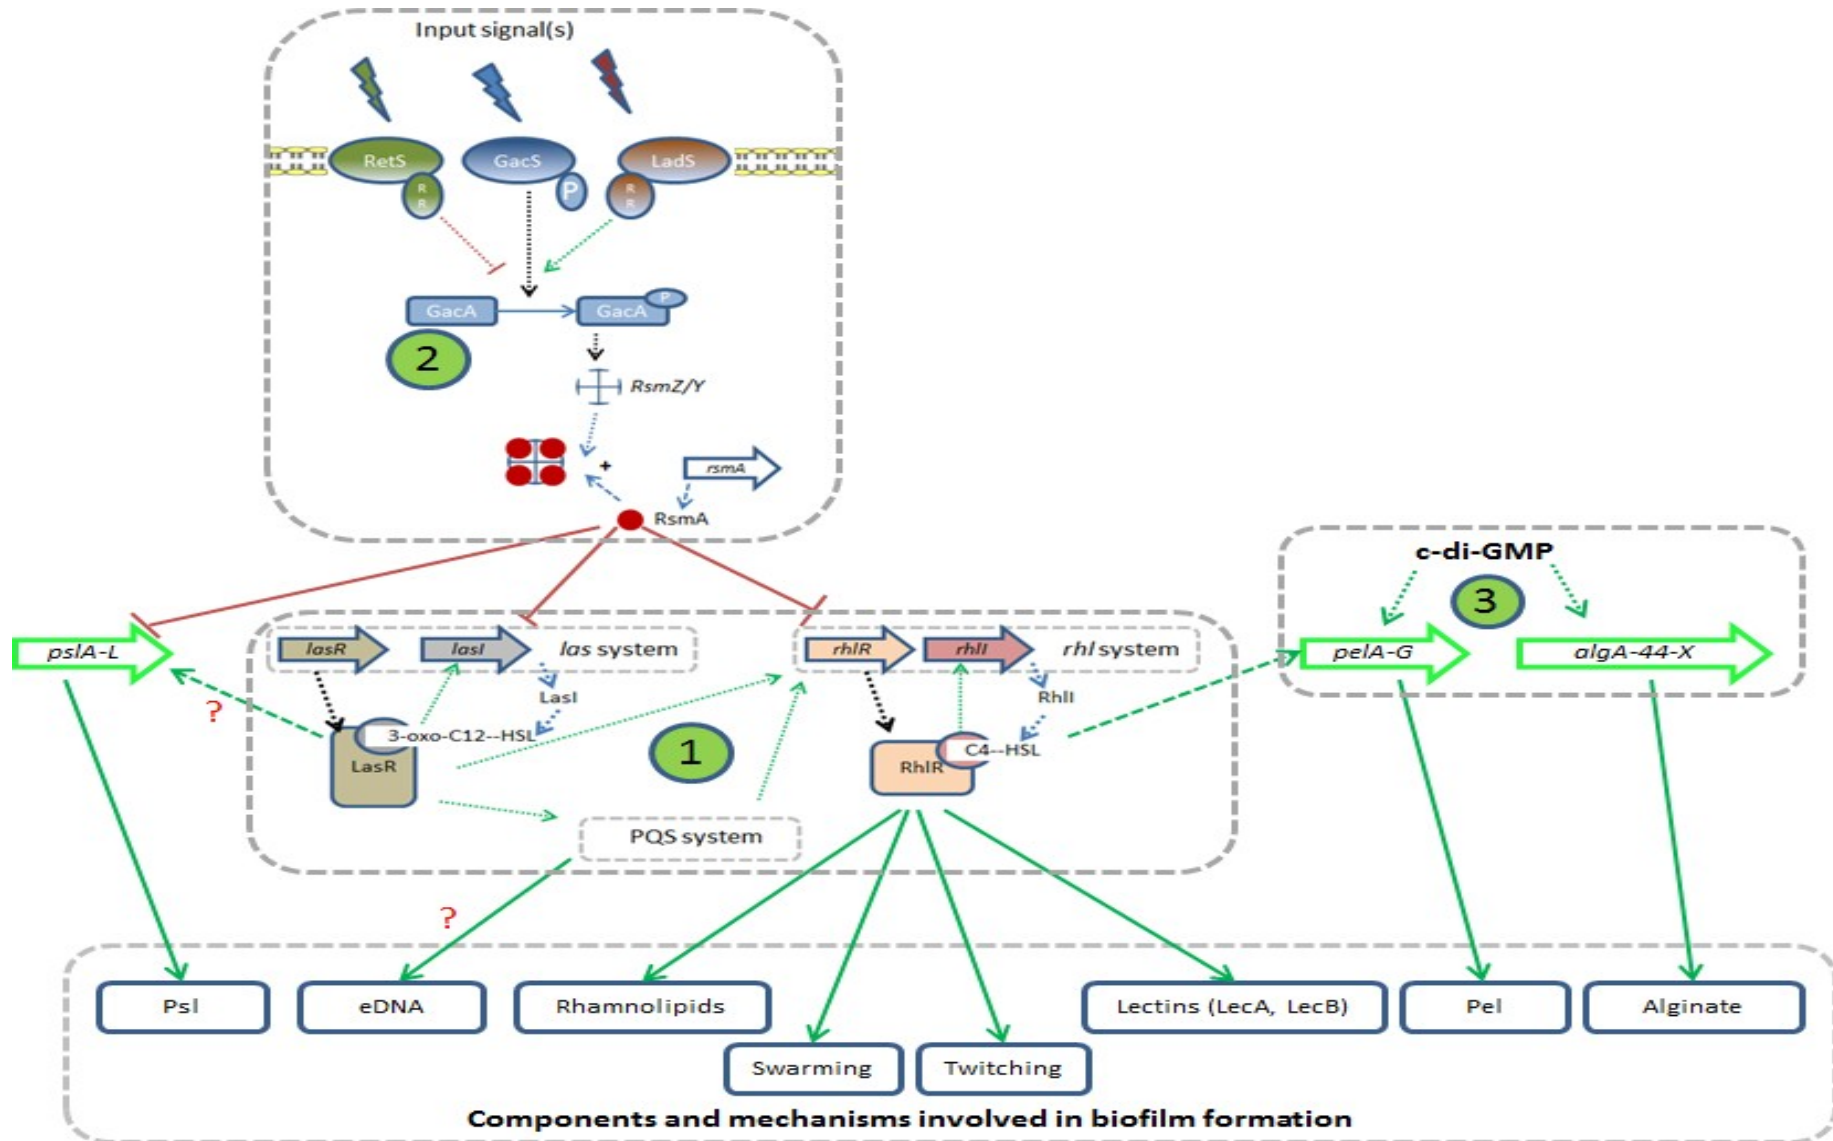 Input signal(s)
RetS
GacS
LadS
R
R
P
R
R
GacA
GacA
P
2
RsmZ/Y
+
rsmA
RsmA
c-di-GMP
3
pslA-L
lasR
lasI
las system
rhlR
rhlI
rhl system
pelA-G
algA-44-X
LasI
RhlI
?
3-oxo-C12--HSL
LasR
1
C4--HSL
RhlR
PQS system
?
Psl
eDNA
Rhamnolipids
Lectins (LecA, LecB)
Pel
Alginate
Swarming
Twitching
Components and mechanisms involved in biofilm formation